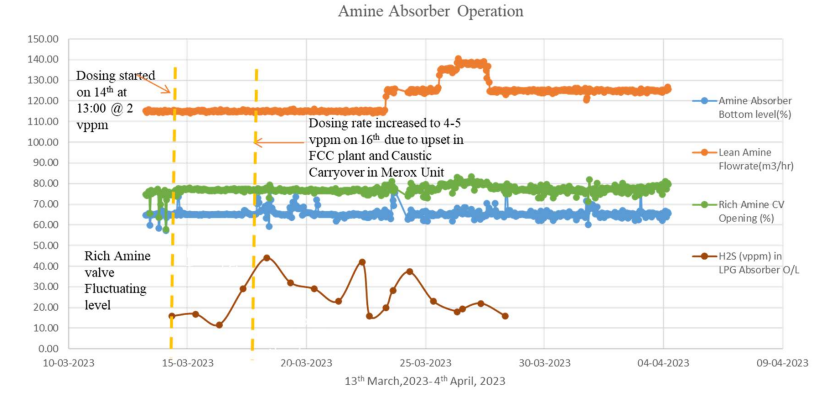 Amine Absorber Operation
150.00
140.00
130.00
120.00
110.00
100.00
90.00
80.00
70.00
60.00
50.00
40.00
30.00
20.00
10.00
0.00
Dosing started
on 14th at
13:00 @ 2
vppm
Dosing rate increased to 4-5
vppm on 16th due to upset in
FCC plant and Caustic
Carryover in Merox Unit
Rich Amine
valve
Fluctuating
level
Amine Absorber
Bottom level(%)
Lean Amine
Flowrate(m3/hr)
Rich Amine CV
Opening (%)
H2S (vppm) in
LPG Absorber O/L
10-03-2023
15-03-2023
20-03-2023
25-03-2023
30-03-2023
04-04-2023
09-04-2023
13th March,2023- 4th April, 2023